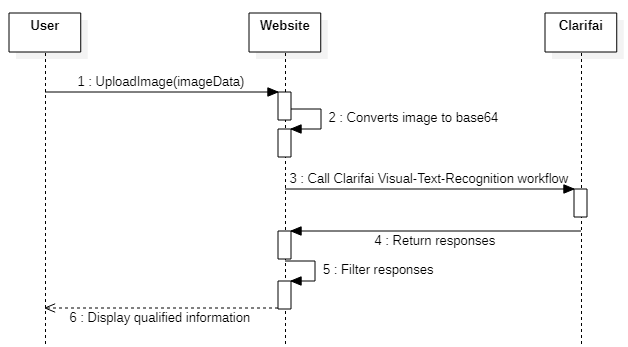 User
Website
Clarifai
1 : UploadImage(imageData)
2 : Converts image to base64
3 : Call Clarifai Visual-Text-Recognition workflow
4 : Return responses
5 : Filter responses
6 : Display qualified information